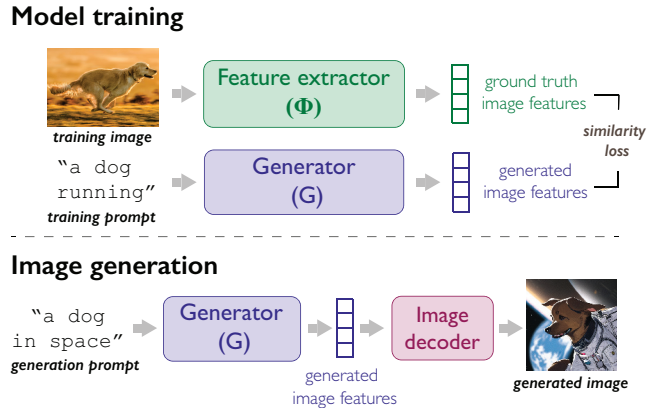 Model training
Feature extractor
(Φ)
ground truth
image features
training image
similarity
loss
“a dog
running”
training prompt
Generator
(G)
generated
image features
Image generation
“a dog
in space”
generation prompt
Generator
(G)
generated
image features
Image
decoder
generated image